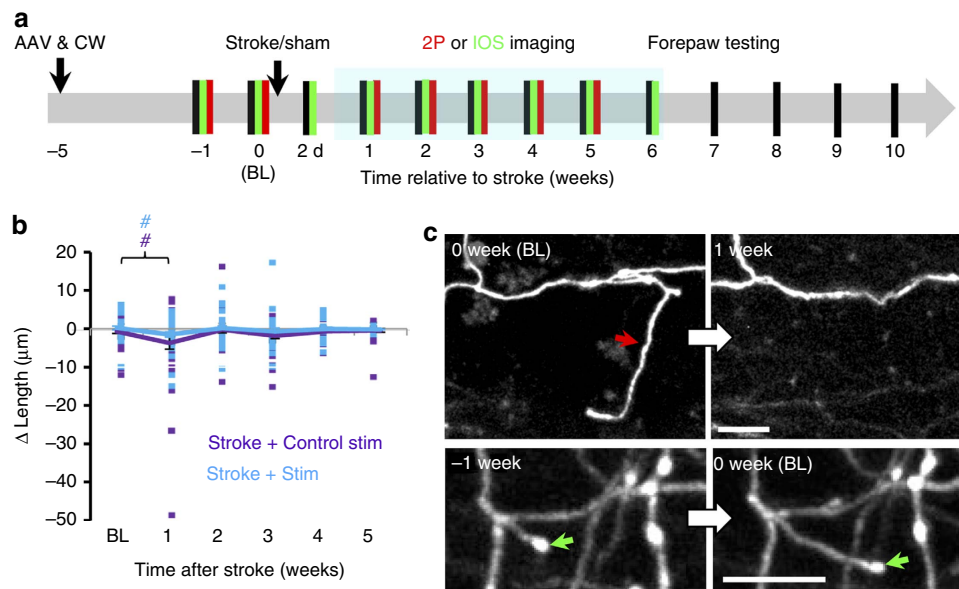 a
AAV & CW
Stroke/sham
2P or IOS imaging
Forepaw testing
–5
–1
0
(BL)
2 d
1
2
3
4
5
6
7
8
9
10
Time relative to stroke (weeks)
b
#
#
20
10
0
–10
–20
–30
–40
–50
Δ Length (μm)
Stroke + Control stim
Stroke + Stim
BL 1 2 3 4 5
Time after stroke (weeks)
c
0 week (BL)
1 week
–1 week
0 week (BL)